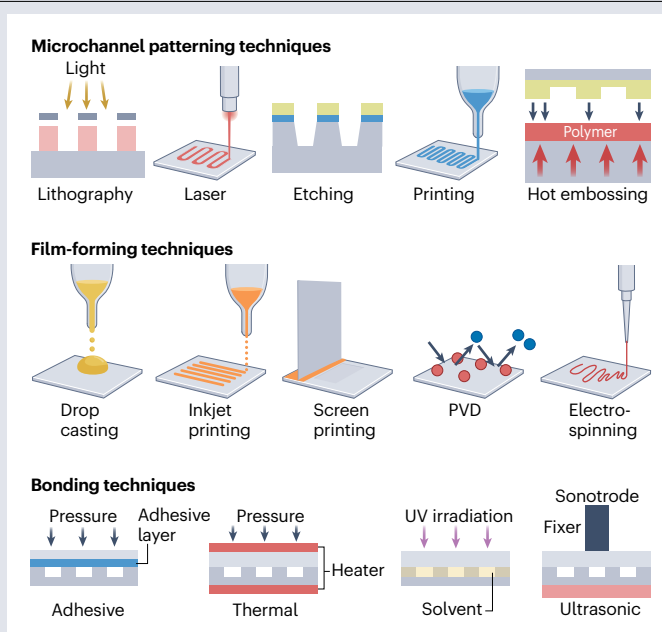 Microchannel patterning techniques
Light
Polymer
Lithography
Laser
Etching
Printing
Hot embossing
Film-forming techniques
Drop
casting
Inkjet
printing
Screen
printing
PVD
Electro-
spinning
Bonding techniques
Pressure
Adhesive
layer
Adhesive
Pressure
Heater
Thermal
UV irradiation
Solvent
Sonotrode
Fixer
Ultrasonic